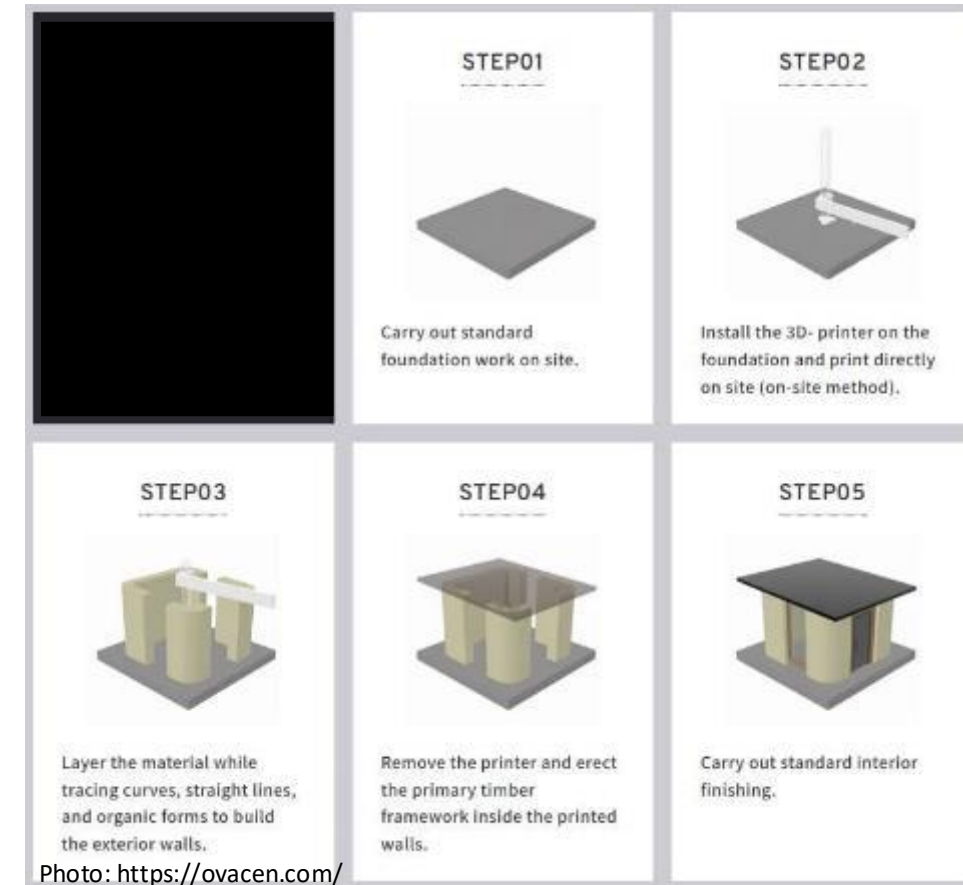 STEP01
Carry out standard
foundation work on site.
STEP02
Install the 3D- printer on the
foundation and print directly
on site (on-site method).
STEP03
Layer the material while
tracing curves, straight lines,
and organic forms to build
the exterior walls.
STEP04
Remove the printer and erect
the primary timber
framework inside the printed
walls.
STEP05
Carry out standard interior
finishing.
Photo: https://ovacen.com/